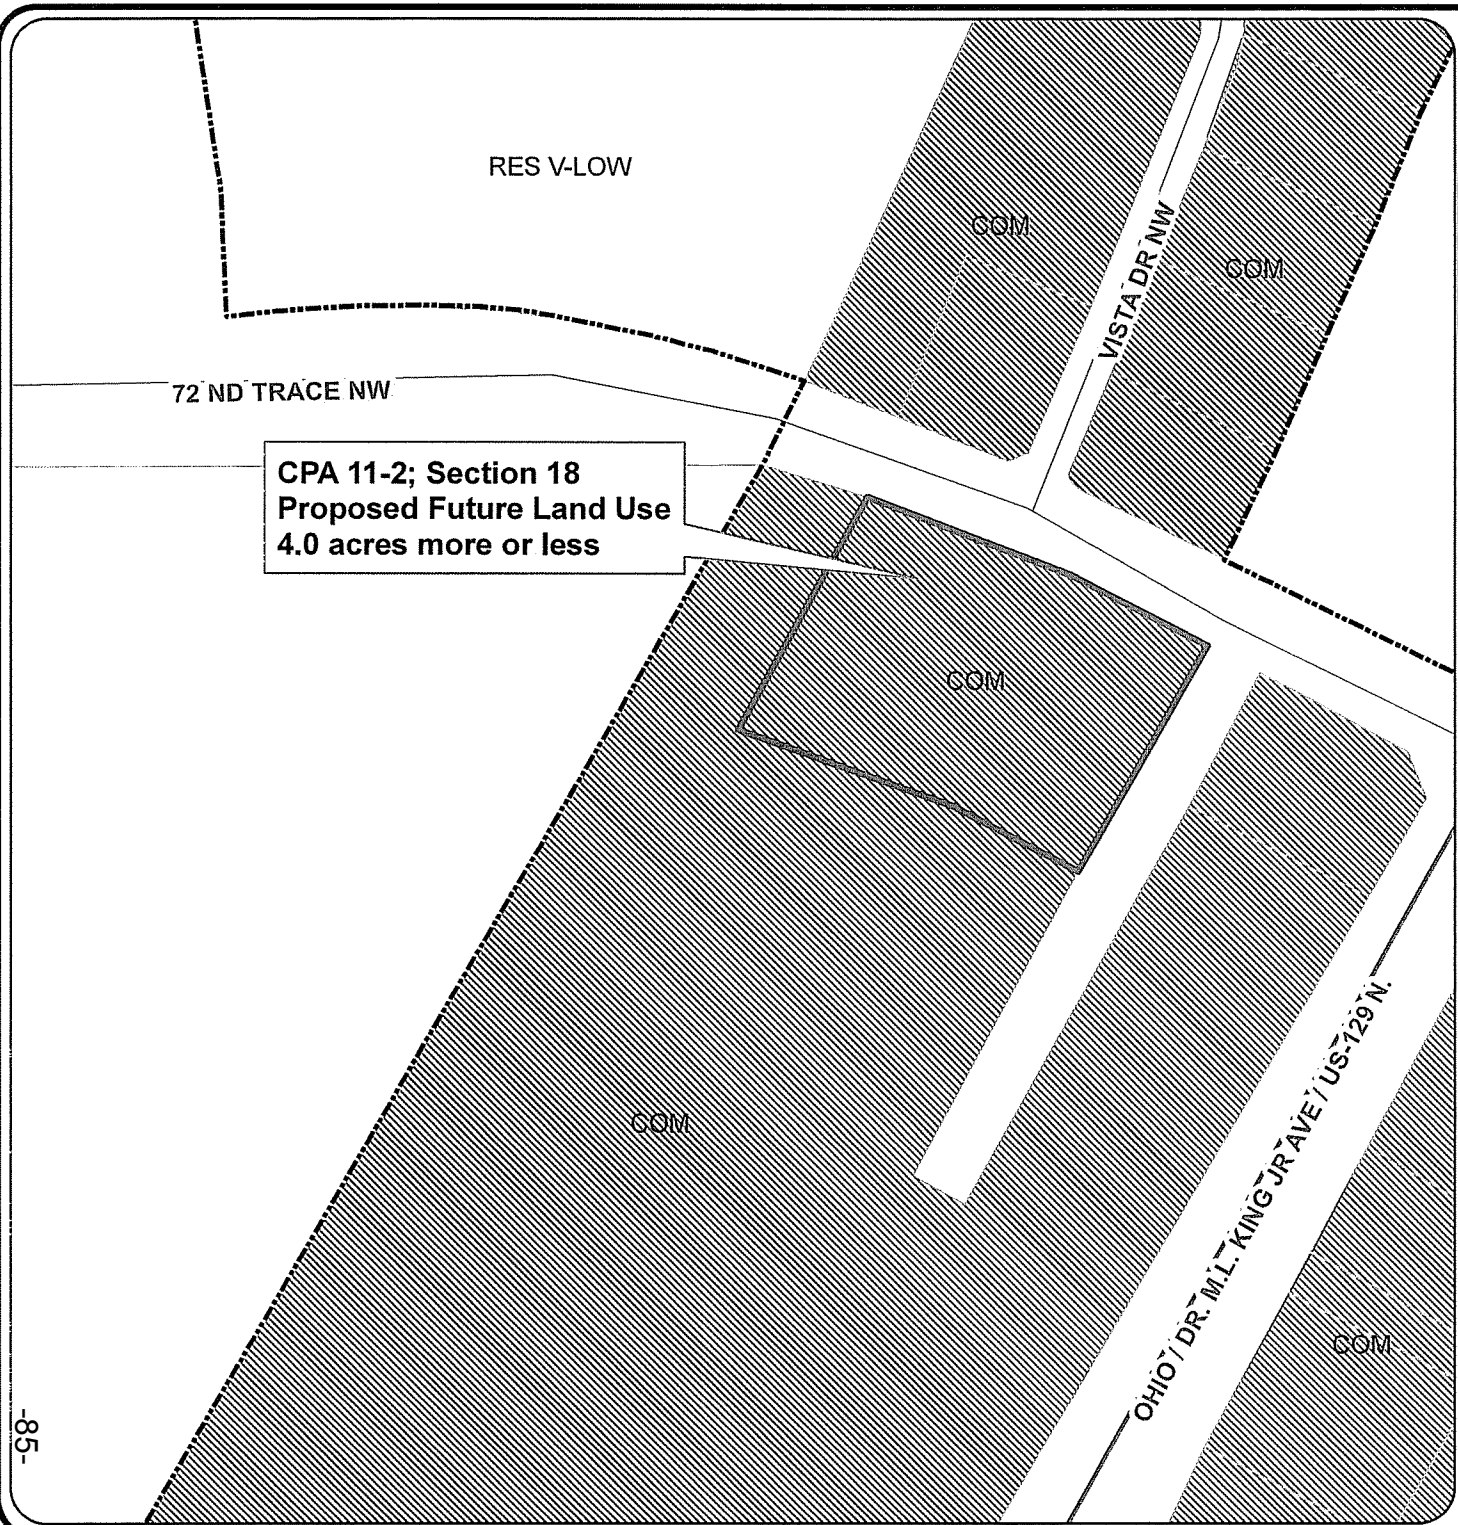 RES V-LOW
COM
COM
VISTA DR NW
72 ND TRACE NW
CPA 11-2; Section 18
Proposed Future Land Use
4.0 acres more or less
COM
COM
OHIO / DR. M.L. KING JR AVE / US-129 N.
COM
-85-